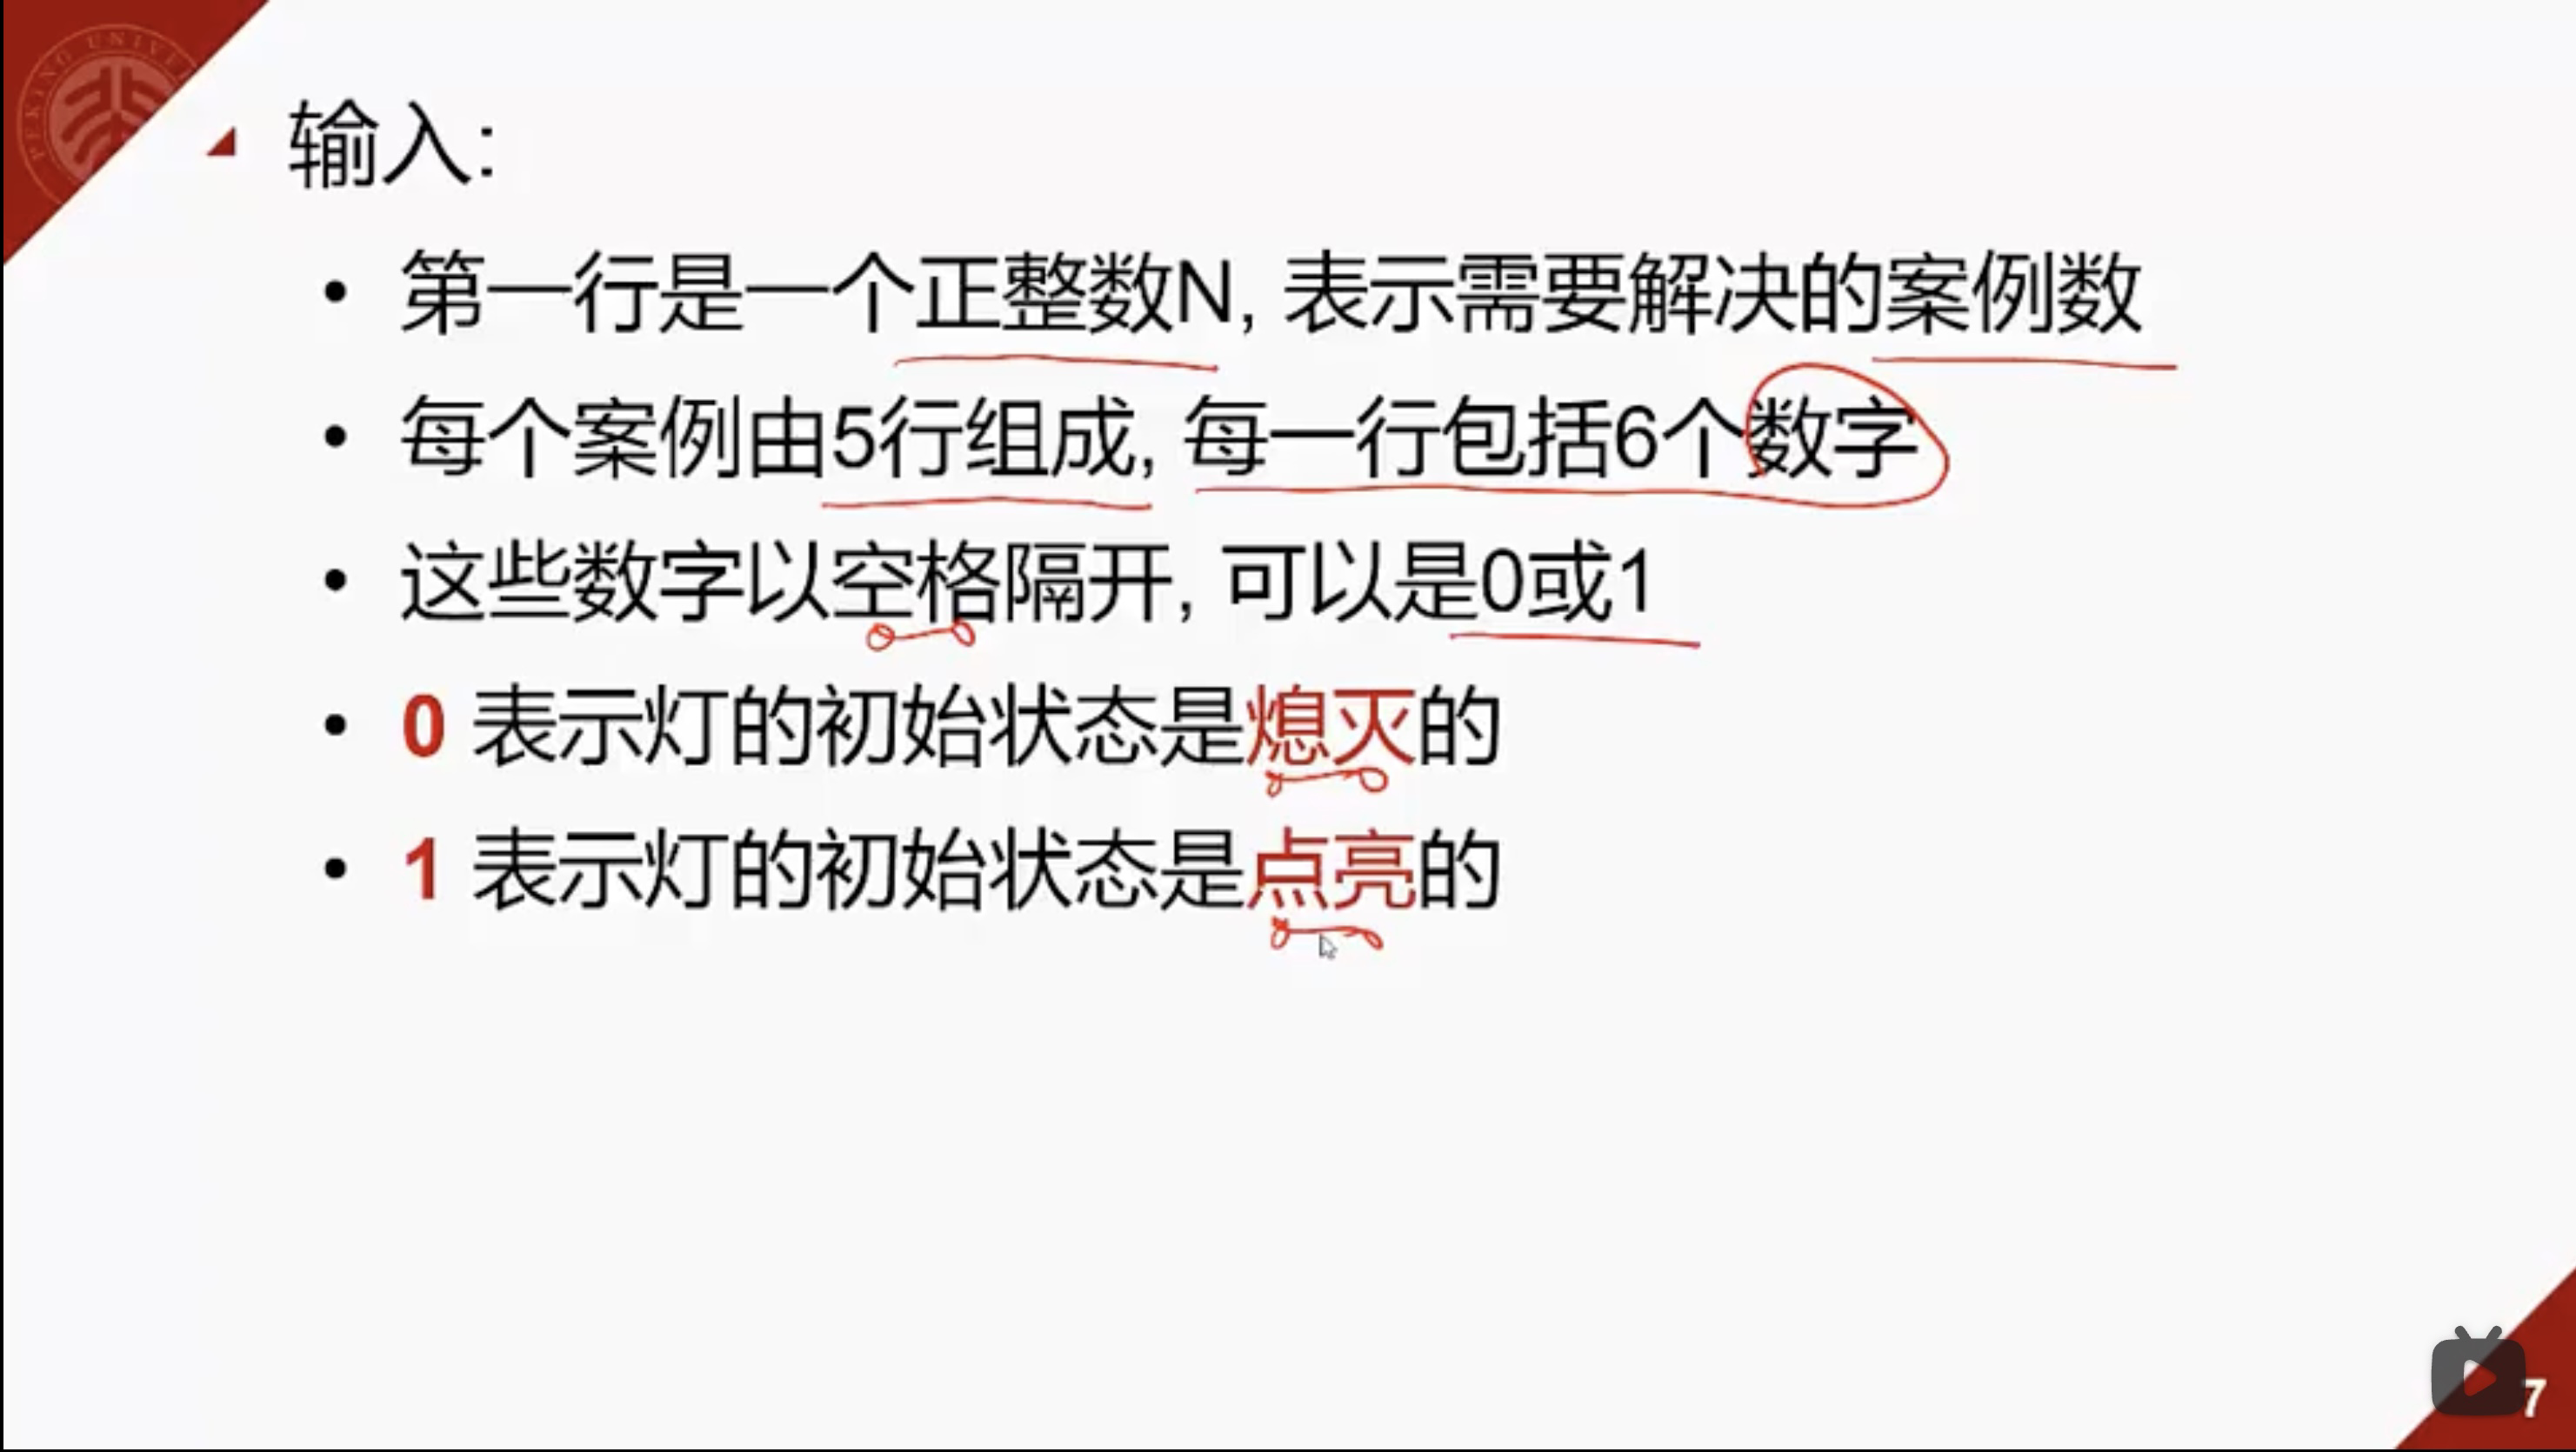 PEKING UNIVE
输入:
• 第一行是一个正整数N, 表示需要解决的案例数
• 每个案例由5行组成, 每一行包括6个数字
• 这些数字以空格隔开, 可以是0或1
• 0 表示灯的初始状态是熄灭的
• 1 表示灯的初始状态是点亮的
7